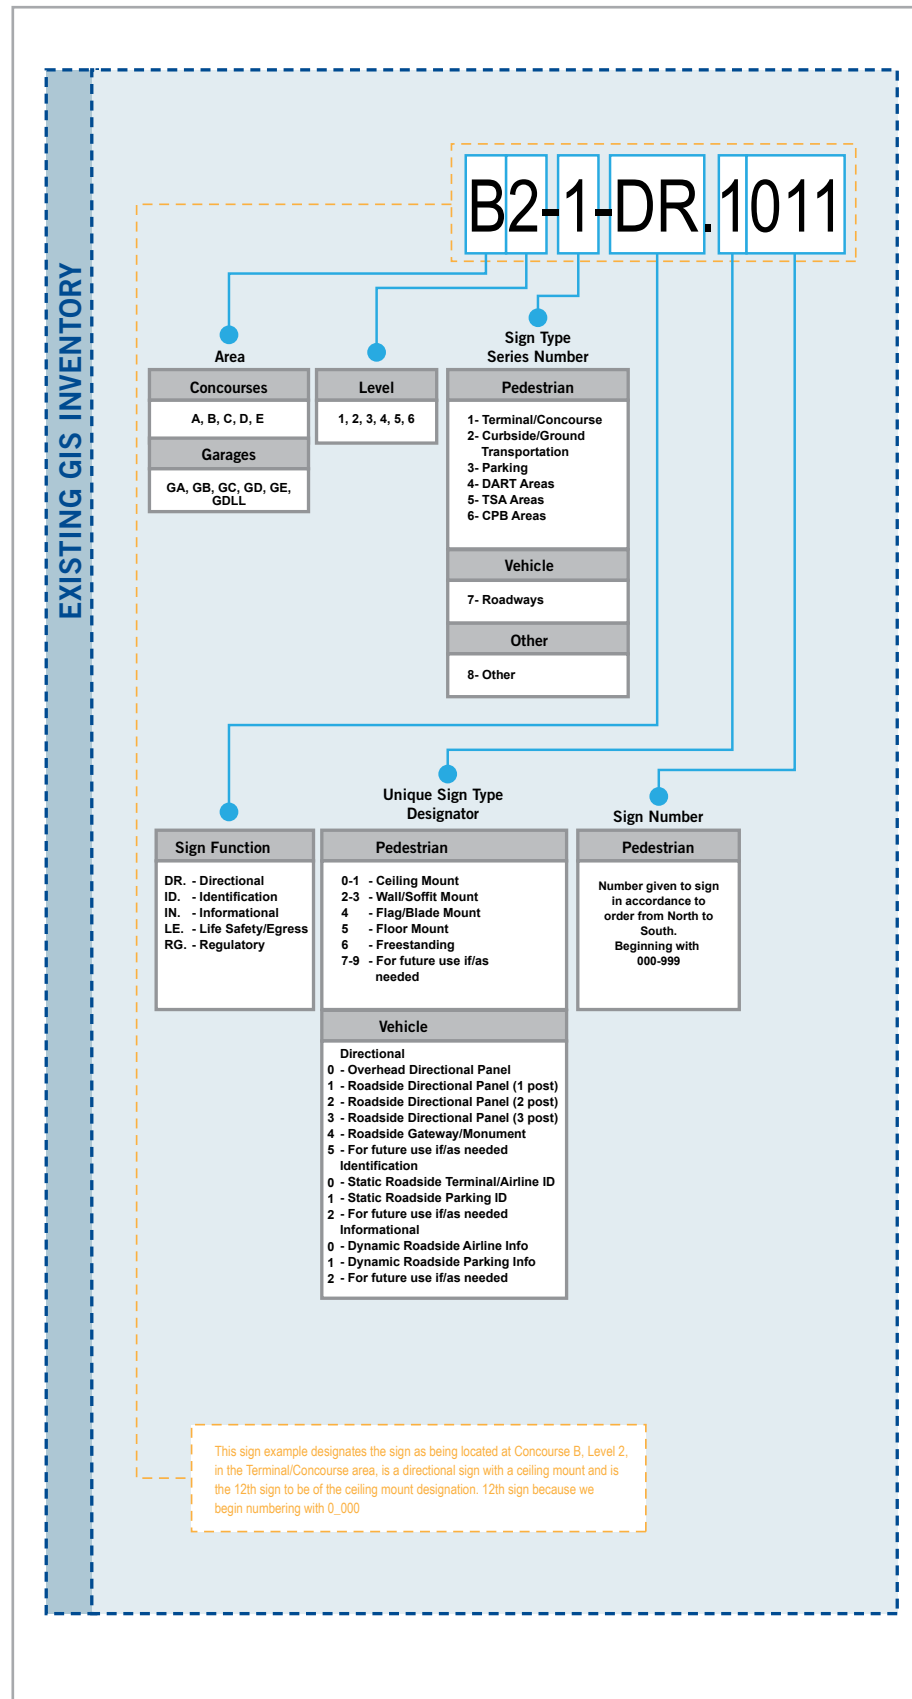 EXISTING GIS INVENTORY
B2-1-DR.1011
Area
Concourses
A, B, C, D, E
Garages
GA, GB, GC, GD, GE,
GDLL
Level
1, 2, 3, 4, 5, 6
Sign Type
Series Number
Pedestrian
1- Terminal/Concourse
2- Curbside/Ground
Transportation
3- Parking
4- DART Areas
5- TSA Areas
6- CPB Areas
Vehicle
7- Roadways
Other
8- Other
Sign Function
DR. - Directional
ID. - Identification
IN. - Informational
LE. - Life Safety/Egress
RG. - Regulatory
Unique Sign Type
Designator
Pedestrian
0-1 - Ceiling Mount
2-3 - Wall/Soffit Mount
4 - Flag/Blade Mount
5 - Floor Mount
6 - Freestanding
7-9 - For future use if/as
needed
Vehicle
Directional
0 - Overhead Directional Panel
1 - Roadside Directional Panel (1 post)
2 - Roadside Directional Panel (2 post)
3 - Roadside Directional Panel (3 post)
4 - Roadside Gateway/Monument
5 - For future use if/as needed
Identification
0 - Static Roadside Terminal/Airline ID
1 - Static Roadside Parking ID
2 - For future use if/as needed
Informational
0 - Dynamic Roadside Airline Info
1 - Dynamic Roadside Parking Info
2 - For future use if/as needed
Sign Number
Pedestrian
Number given to sign
in accordance to
order from North to
South.
Beginning with
000-999
This sign example designates the sign as being located at Concourse B, Level 2,
in the Terminal/Concourse area, is a directional sign with a ceiling mount and is
the 12th sign to be of the ceiling mount designation. 12th sign because we
begin numbering with 0_000